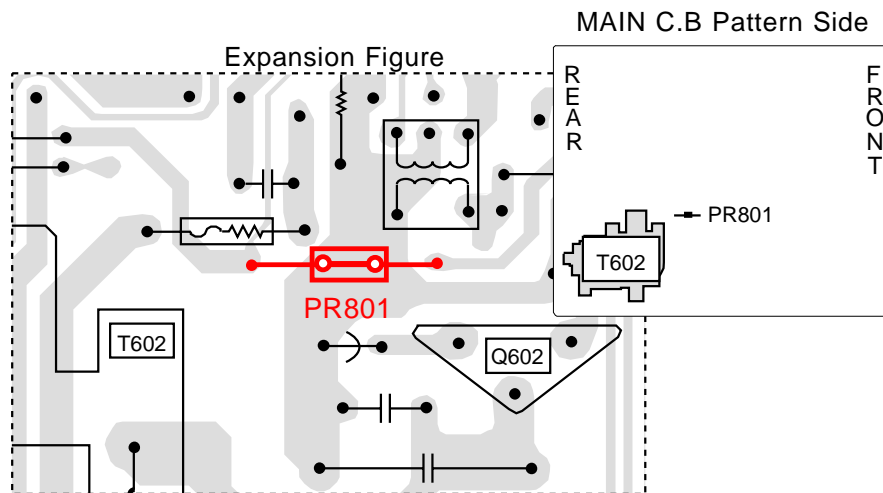 MAIN C.B Pattern Side
Expansion Figure
REAR
FRONT
PR801
T602
PR801
T602
Q602